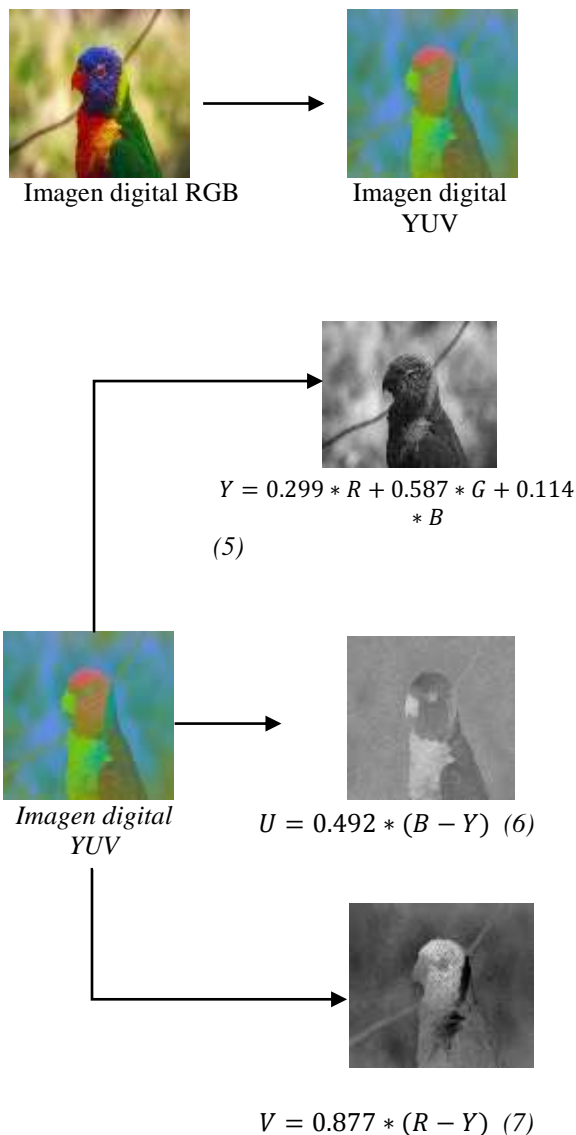 Imagen digital RGB
Imagen digital
YUV
Y = 0.299 ∗ R + 0.587 ∗ G + 0.114
∗ B
(5)
Imagen digital
YUV
U = 0.492 ∗ (B − Y) (6)
V = 0.877 ∗ (R − Y) (7)